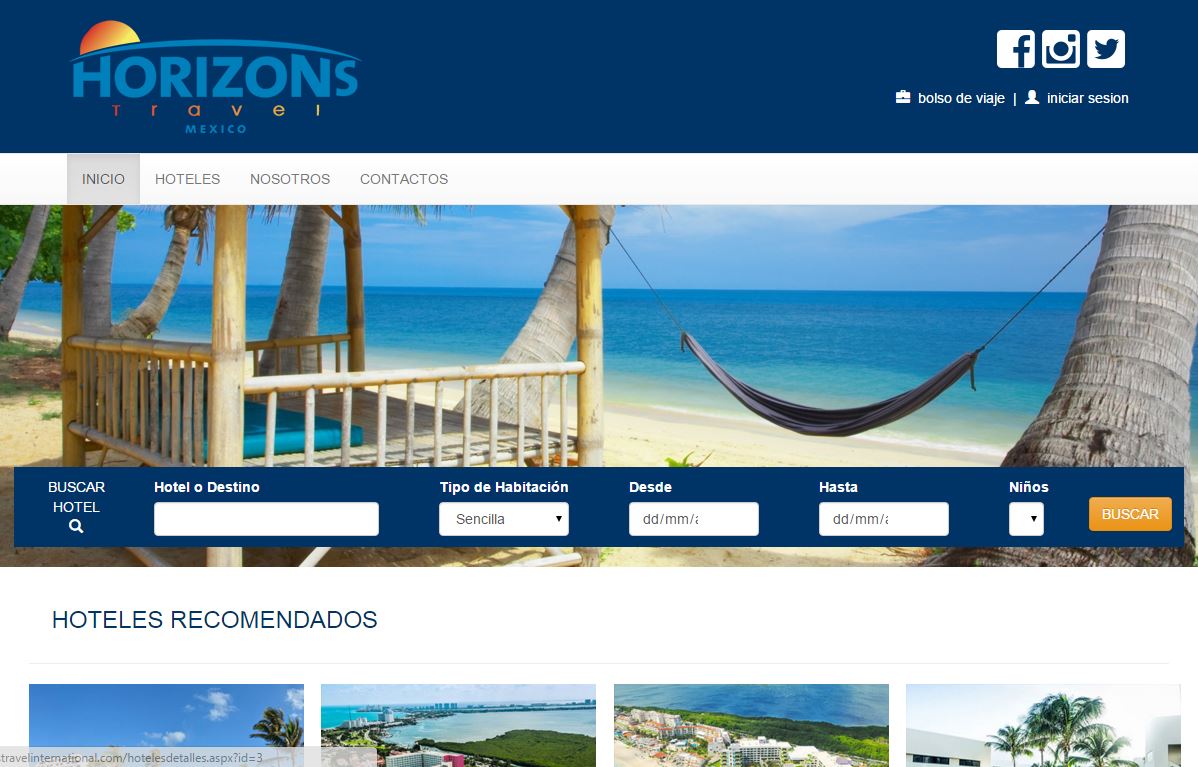 HORIZONS
Travel
MEXICO
bolso de viaje | iniciar sesion
INICIO HOTELES NOSOTROS CONTACTOS
BUSCAR
HOTEL
Hotel o Destino
Tipo de Habitación
Sencilla
Desde
dd/mm/
Hasta
dd/mm/
Niños
BUSCAR
HOTELES RECOMENDADOS
travelinternational.com/hotelesdetalles.aspx?id=3